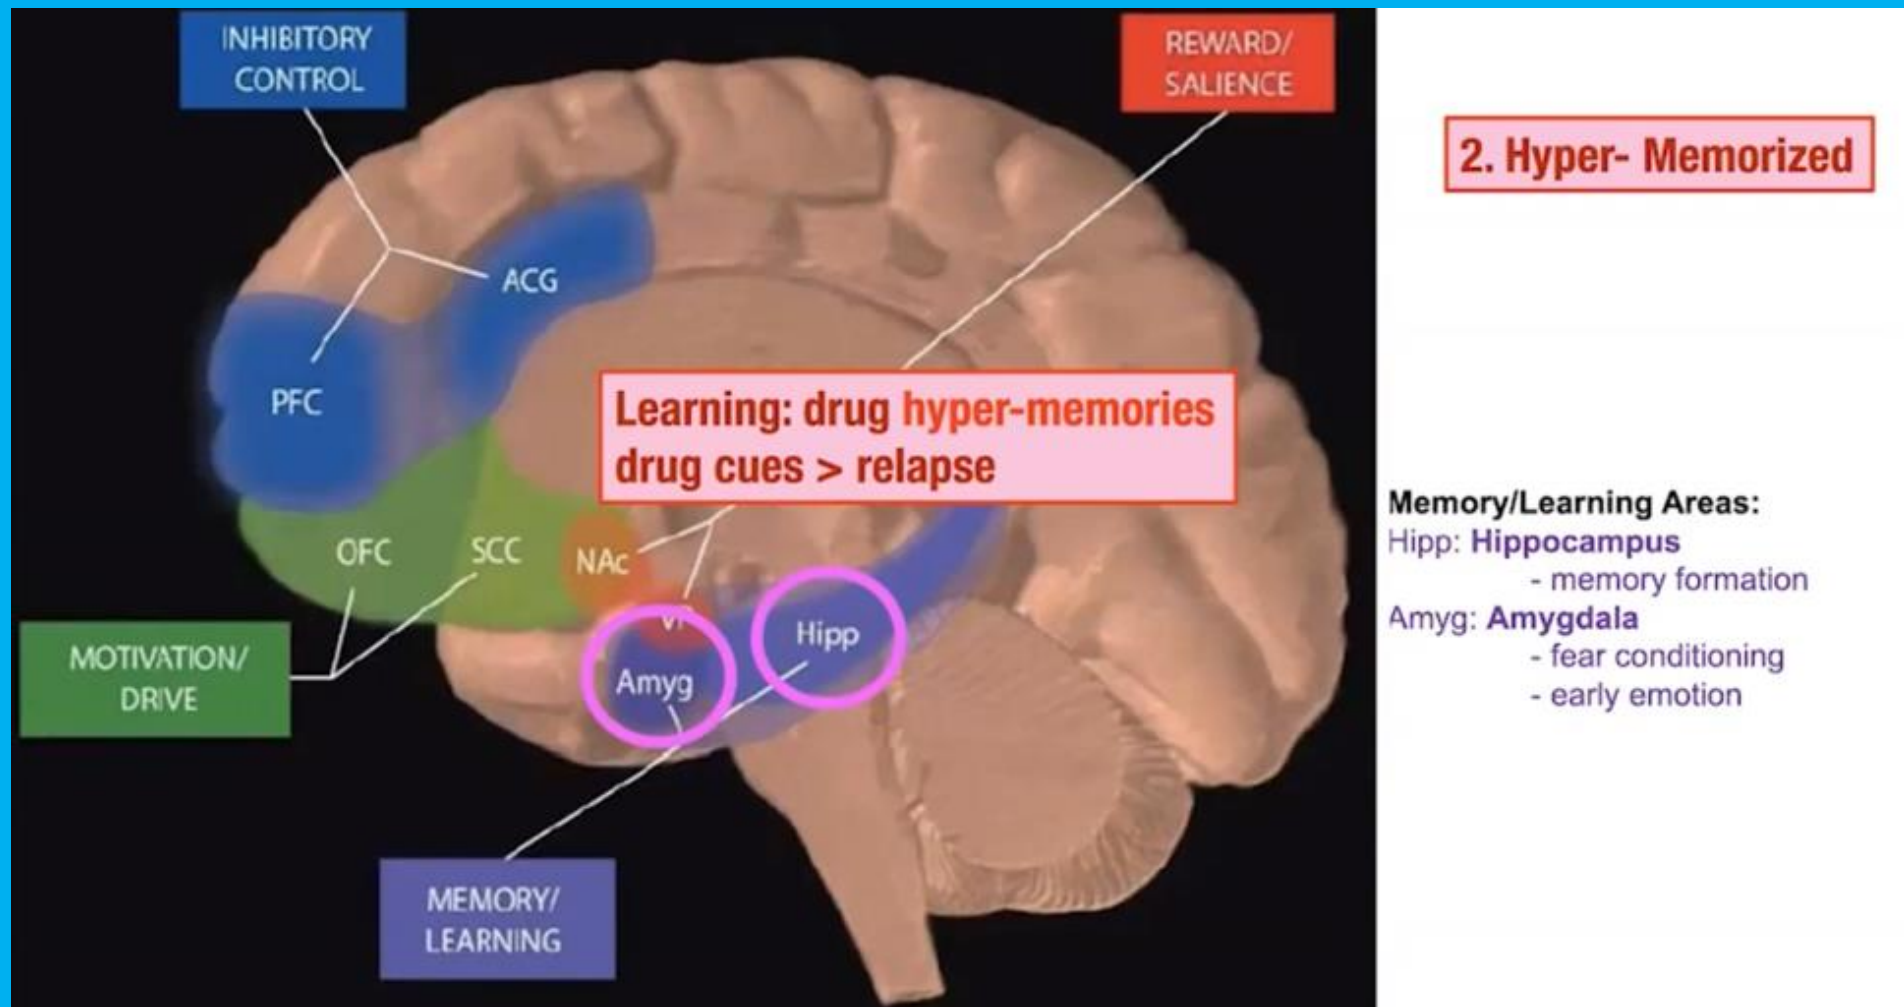 INHIBITORY
CONTROL
REWARD/
SALIENCE
2. Hyper- Memorized
ACG
PFC
Learning: drug hyper-memories
drug cues > relapse
OFC
SCC
NAc
Hipp
Amyg
MOTIVATION/
DRIVE
MEMORY/
LEARNING
Memory/Learning Areas:
Hipp: Hippocampus
- memory formation
Amyg: Amygdala
- fear conditioning
- early emotion